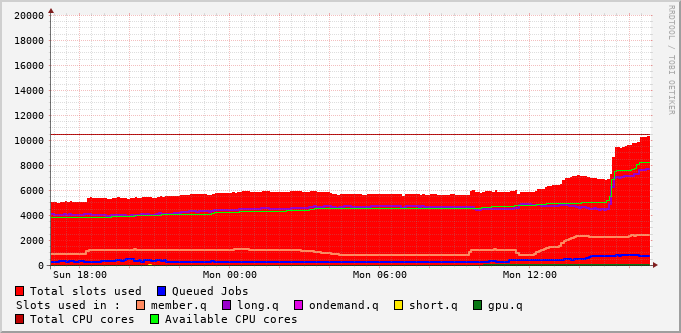 20000
18000
16000
14000
12000
10000
8000
6000
4000
2000
0
Sun 18:00 Mon 00:00 Mon 06:00 Mon 12:00
Total slots used Queued Jobs
Slots used in : member.q long.q ondemand.q short.q gpu.q
Total CPU cores Available CPU cores
RRDTOOL / TOBI OETIKER